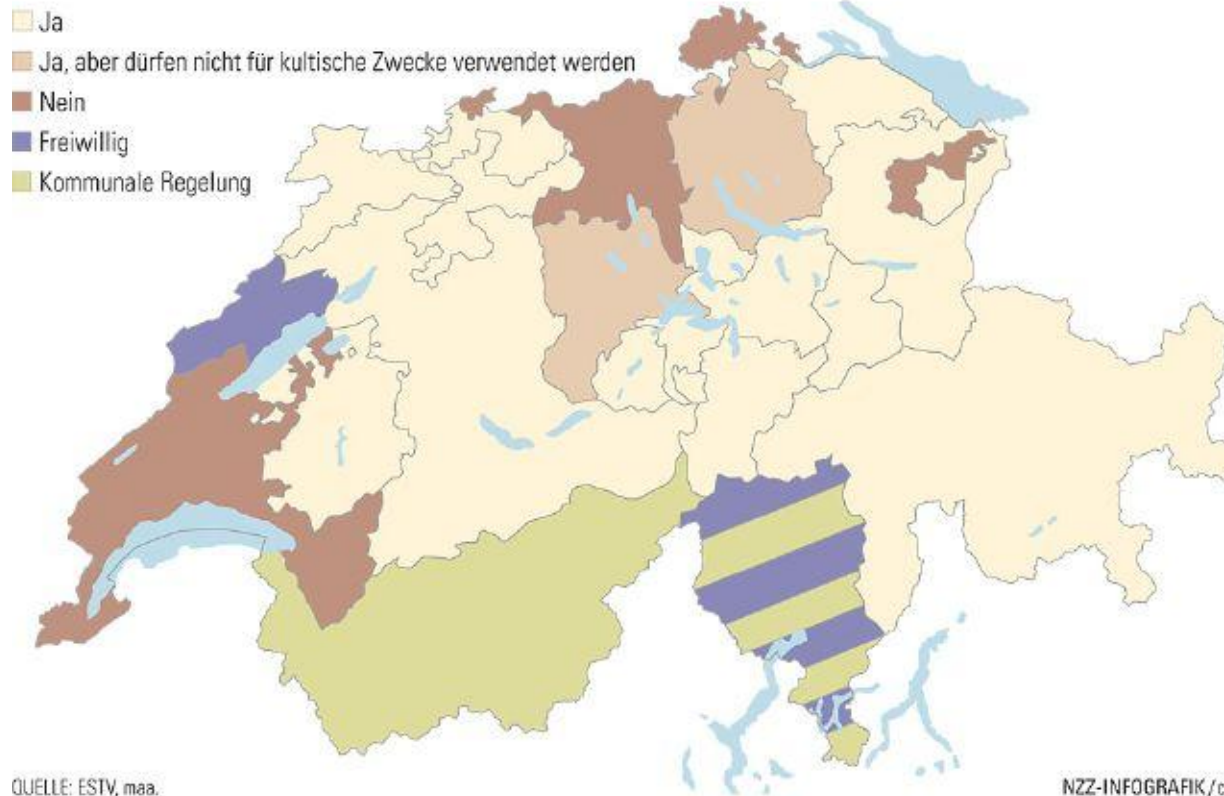 Ja
Ja, aber dürfen nicht für kultische Zwecke verwendet werden
Nein
Freiwillig
Kommunale Regelung
QUELLE: ESTV, maa.
NZZ-INFOGRAFIK/